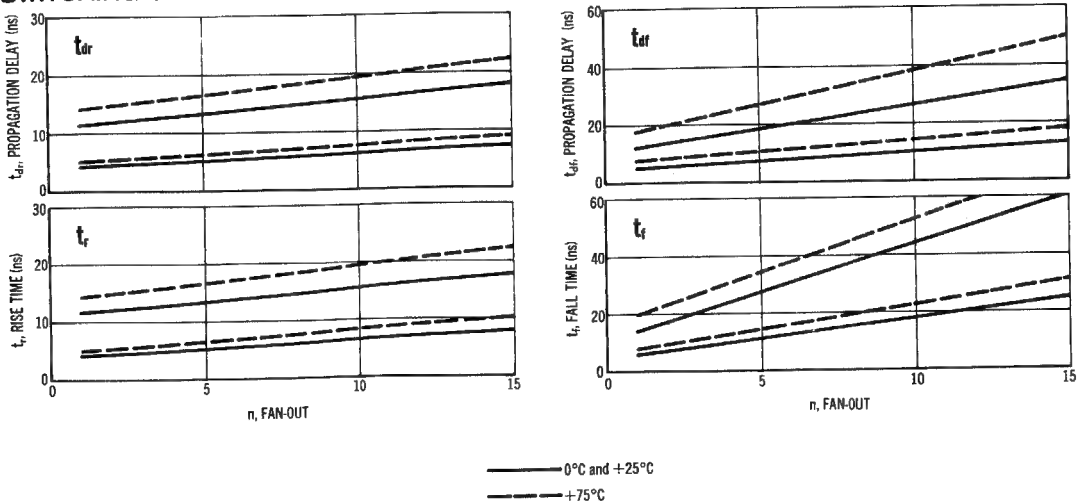 30
20
10
0
t_dr, PROPAGATION DELAY (ns)
t_dr
60
40
20
0
t_df, PROPAGATION DELAY (ns)
t_df
30
20
10
0
t_r, RISE TIME (ns)
t_r
0
5
10
15
n, FAN-OUT
60
40
20
0
t_f, FALL TIME (ns)
t_f
5
10
15
n, FAN-OUT
0°C and +25°C
+75°C